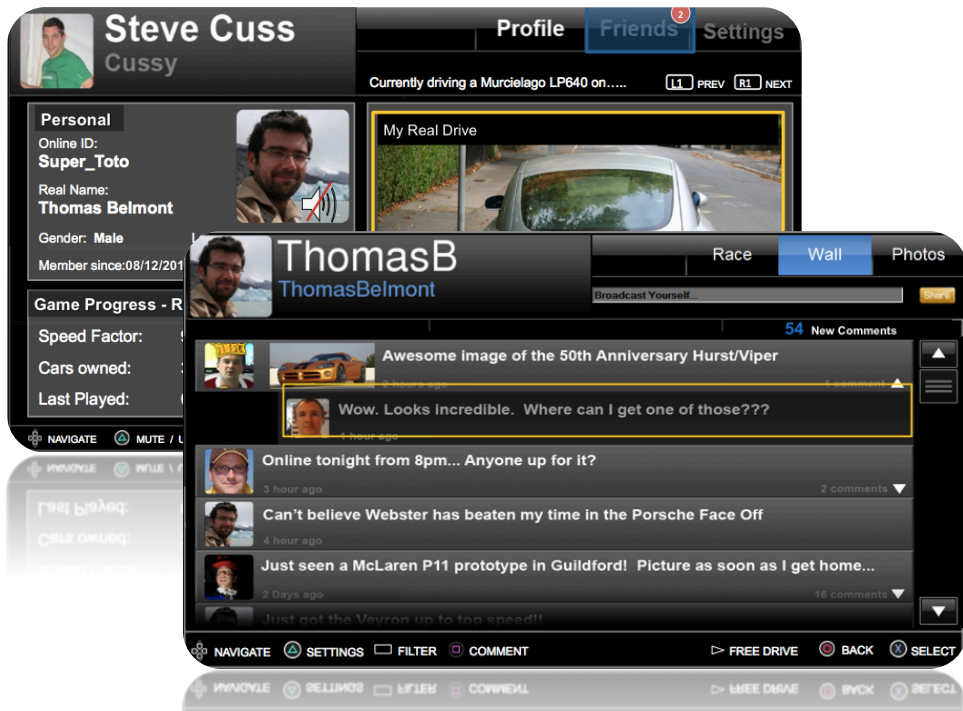 Steve Cuss
Cussy
Profile
Friends
2
Settings
Currently driving a Murcielago LP640 on.....
L1 PREV R1 NEXT
Personal
Online ID:
Super_Toto
Real Name:
Thomas Belmont
Gender: Male
Member since:08/12/201
My Real Drive
Game Progress - R
Speed Factor:
Cars owned:
Last Played:
NAVIGATE MUTE / U
ThomasB
ThomasBelmont
Race
Wall
Photos
Broadcast Yourself...
Share
54 New Comments
Awesome image of the 50th Anniversary Hurst/Viper
2 hours ago
1 comment
Wow. Looks incredible. Where can I get one of those???
1 hour ago
Online tonight from 8pm... Anyone up for it?
3 hour ago
2 comments
Can't believe Webster has beaten my time in the Porsche Face Off
4 hour ago
Just seen a McLaren P11 prototype in Guildford! Picture as soon as I get home...
2 Days ago
16 comments
Just got the Veyron up to top speed!!
NAVIGATE SETTINGS FILTER COMMENT FREE DRIVE BACK X SELECT